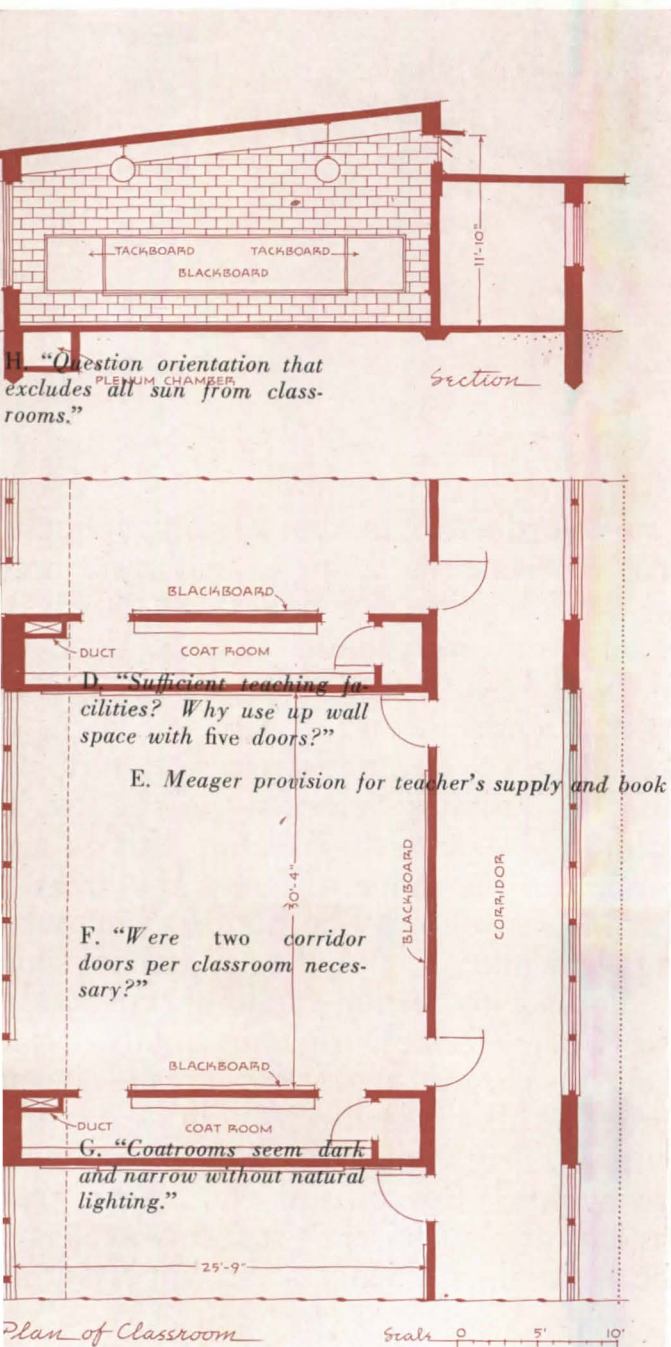 TACKBOARD TACKBOARD
BLACKBOARD
11'-10"
H. “Question orientation that
PLENUM CHAMBER
excludes all sun from class-
rooms.”
Section
BLACKBOARD
DUCT
COAT ROOM
D. “Sufficient teaching fa-
cilities? Why use up wall
space with five doors?”
E. Meager provision for teacher’s supply and book
30'-4"
BLACKBOARD
CORRIDOR
F. “Were two corridor
doors per classroom neces-
sary?”
BLACKBOARD
DUCT
COAT ROOM
G. “Coatrooms seem dark
and narrow without natural
lighting.”
25'-9"
Plan of Classroom
Scale 0 5' 10'